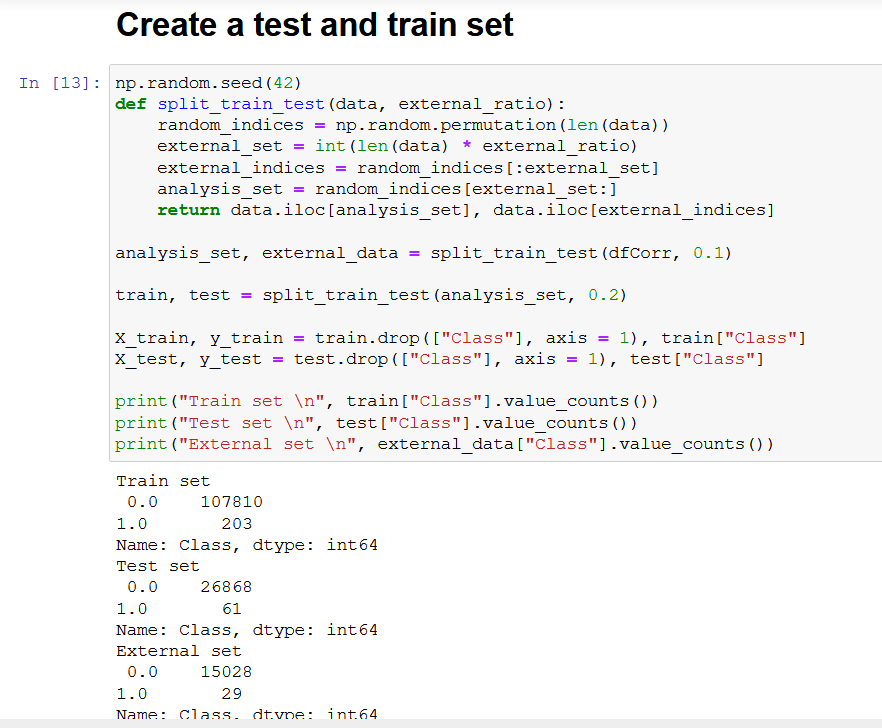 Create a test and train set
In [13]:
np.random.seed(42)
def split_train_test(data, external_ratio):
    random_indices = np.random.permutation(len(data))
    external_set = int(len(data) * external_ratio)
    external_indices = random_indices[:external_set]
    analysis_set = random_indices[external_set:]
    return data.iloc[analysis_set], data.iloc[external_indices]
analysis_set, external_data = split_train_test(dfCorr, 0.1)
train, test = split_train_test(analysis_set, 0.2)
X_train, y_train = train.drop(["Class"], axis = 1), train["Class"]
X_test, y_test = test.drop(["Class"], axis = 1), test["Class"]
print("Train set \n", train["Class"].value_counts())
print("Test set \n", test["Class"].value_counts())
print("External set \n", external_data["Class"].value_counts())
Train set
 0.0    107810
1.0       203
Name: Class, dtype: int64
Test set
 0.0    26868
1.0       61
Name: Class, dtype: int64
External set
 0.0    15028
1.0       29
Name: Class, dtype: int64